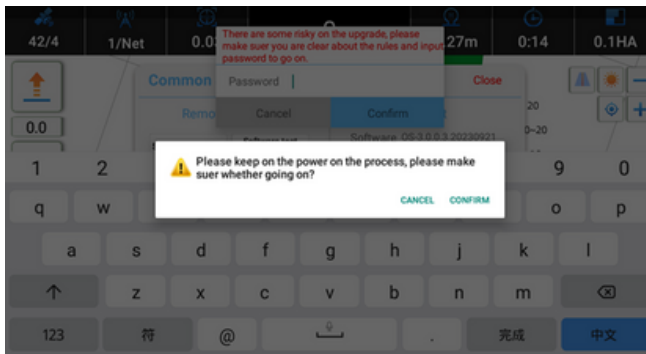 There are some risky on the upgrade, please
make suer you are clear about the rules and input
password to go on.
42/4
1/Net
27m
0:14
0.1HA
Common
Password
Close
Remo
Cancel
Confirm
20
0.0
Software OS-3.0.0.3.20230921
0~20
Please keep on the power on the process, please make
suer whether going on?
CANCEL CONFIRM
1 2 9 0
q w o p
a s d f g h j k l
z x c v b n m
123 符 @ . 完成 中文